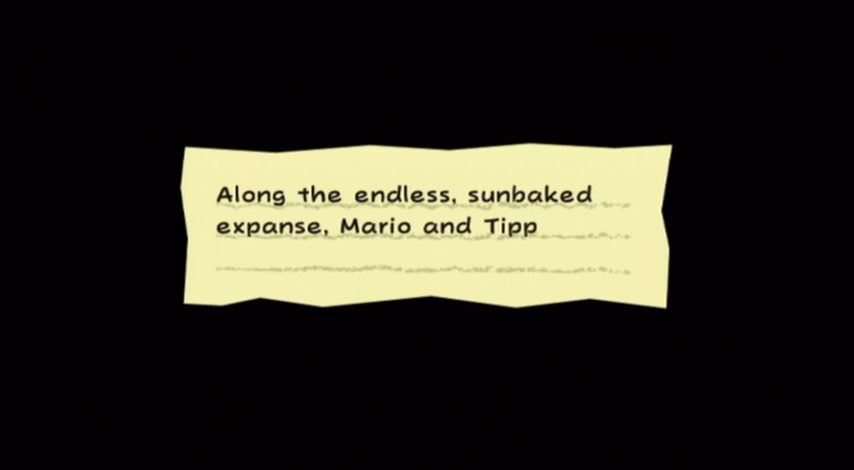 Along the endless, sunbaked
expanse, Mario and Tipp